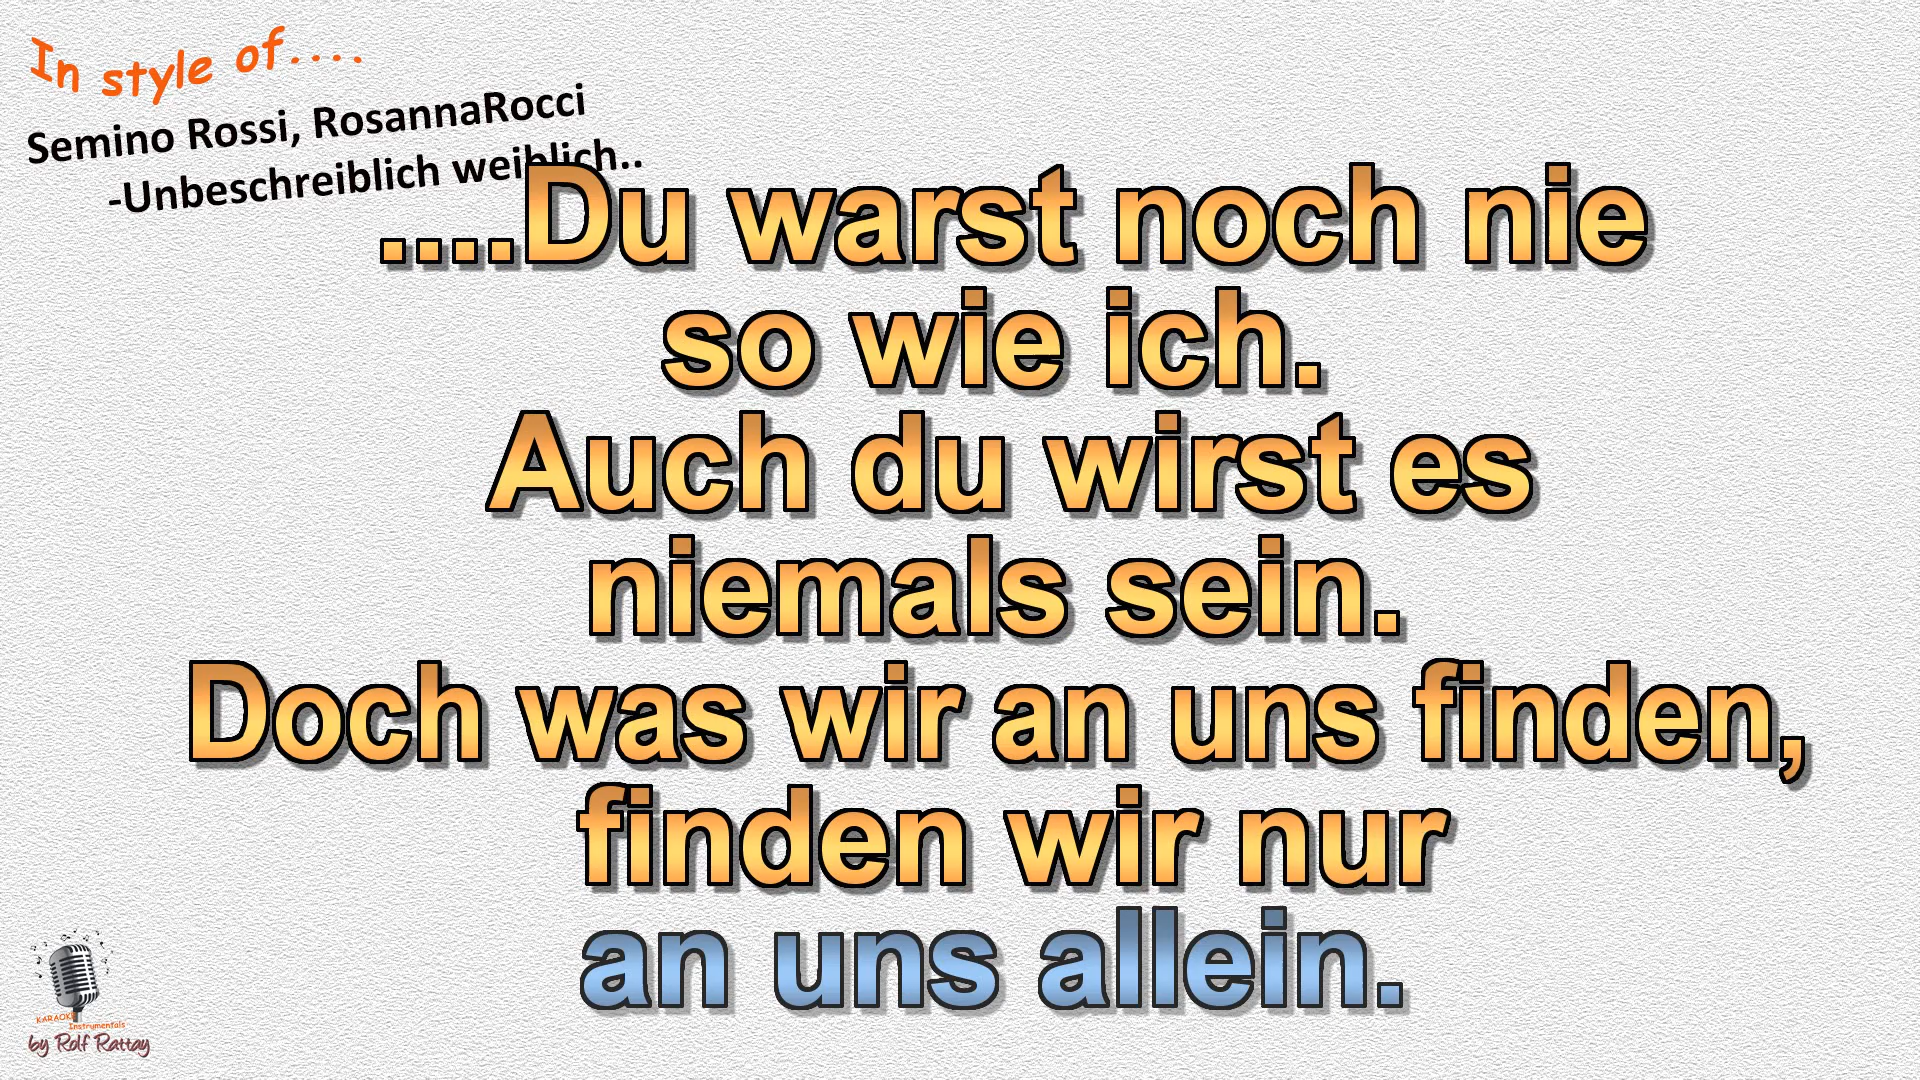 In style of....
Semino Rossi, RosannaRocci
-Unbeschreiblich weiblich..
....Du warst noch nie
so wie ich.
Auch du wirst es
niemals sein.
Doch was wir an uns finden,
finden wir nur
an uns allein.
KARAOKE
Instrumentals
by Rolf Rattay